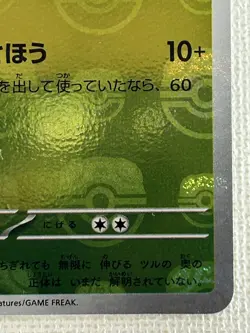 さほう 10+
を出して使っていたなら、60
にげる
ちぎれても 無限に 伸びる ツルの 奥の
正体は いまだ 解明されていない。
atures/GAME FREAK.